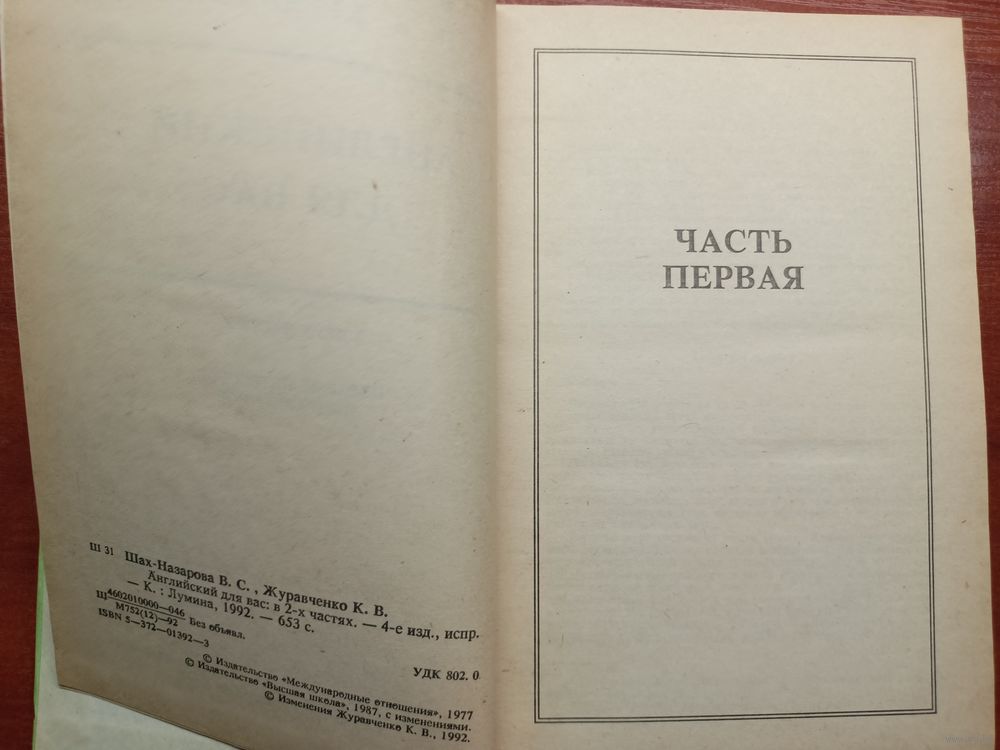 Ш 31 Шах-Назарова В. С. , Журавченко К. В.
Английский для вас: в 2-х частях. — 4-е изд., испр.
— К. : Лумина, 1992. — 653 с.
Ш 4602010000—046
М752(12)—92 Без объявл.
ISBN 5—372—01392—3
УДК 802. 0
© Издательство «Международные отношения», 1977
© Издательство «Высшая школа», 1987, с изменениями.
© Изменения Журавченко К. В., 1992.
ЧАСТЬ
ПЕРВАЯ